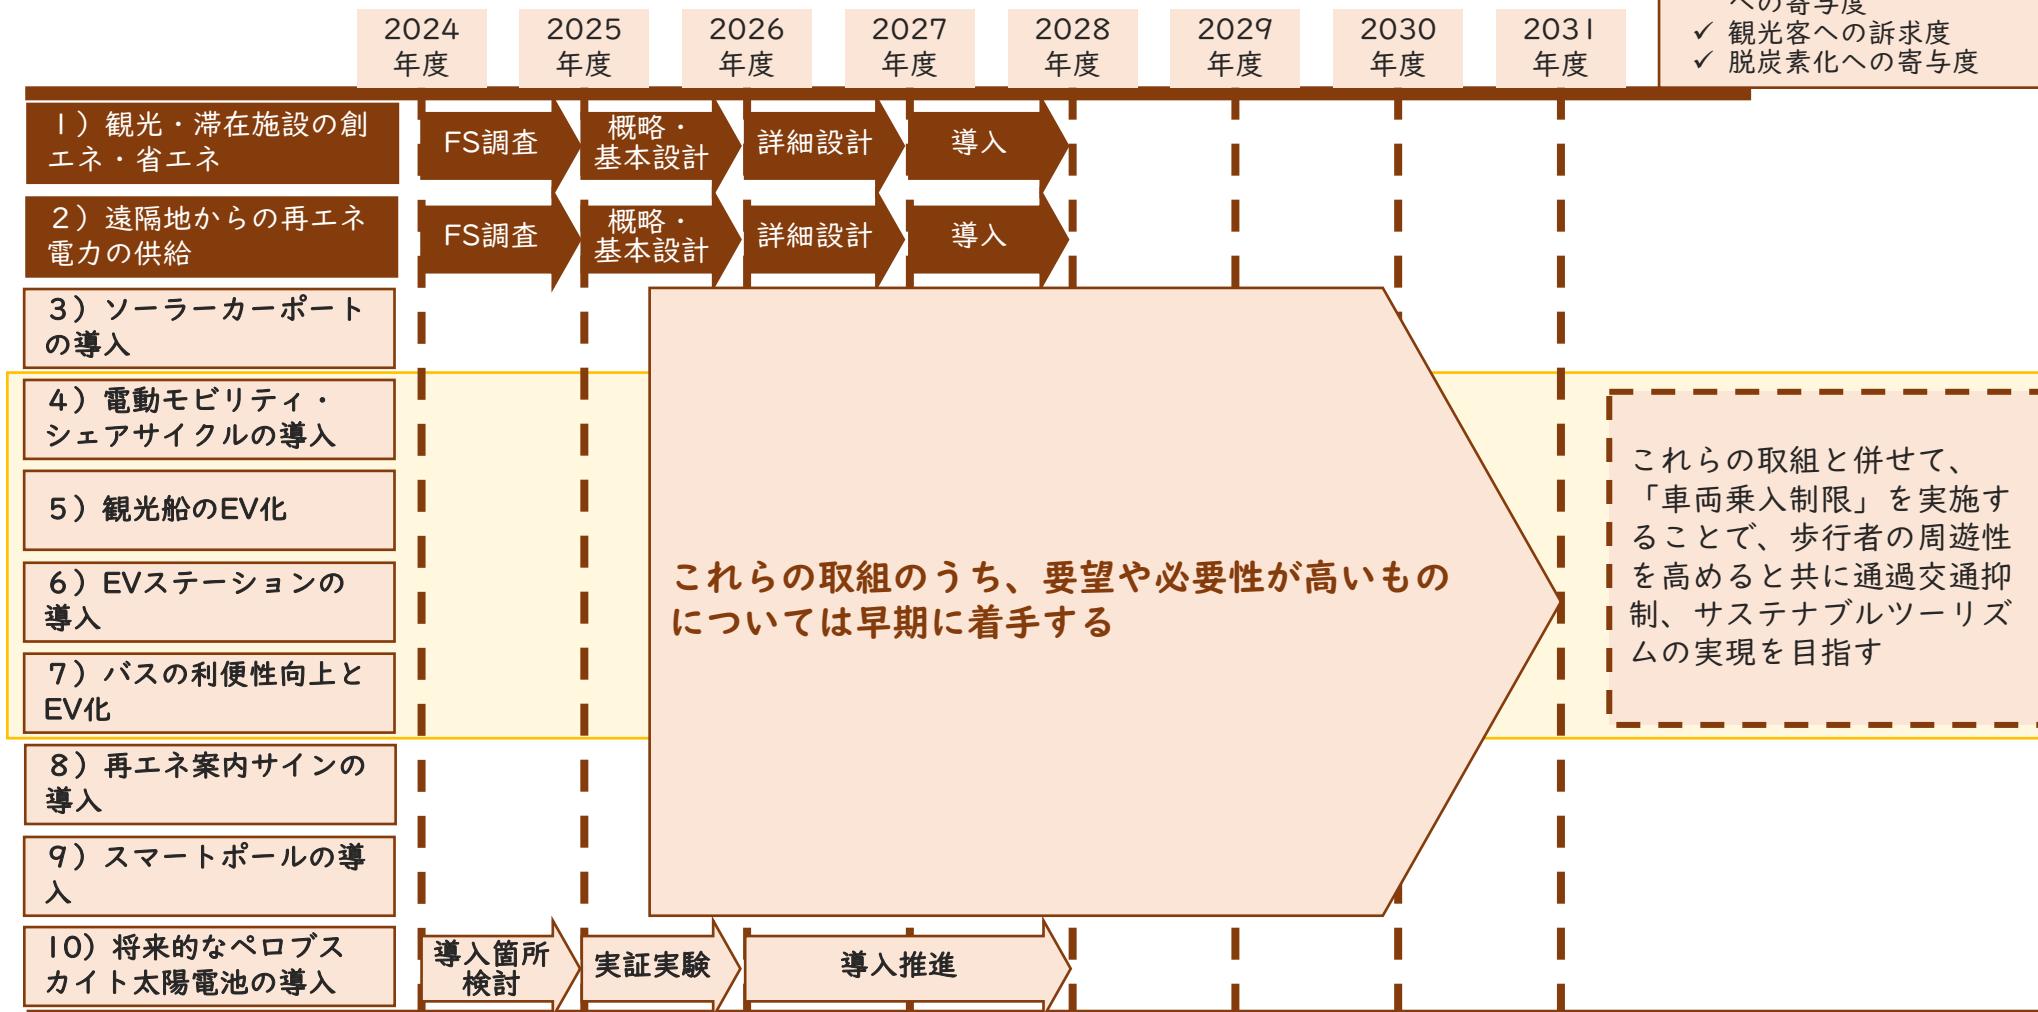 2024
年度
2025
年度
2026
年度
2027
年度
2028
年度
2029
年度
2030
年度
2031
年度
への寄与度
✓ 観光客への訴求度
✓ 脱炭素化への寄与度
1）観光・滞在施設の創
エネ・省エネ
FS調査
概略・
基本設計
詳細設計
導入
2）遠隔地からの再エネ
電力の供給
FS調査
概略・
基本設計
詳細設計
導入
3）ソーラーカーポート
の導入
4）電動モビリティ・
シェアサイクルの導入
5）観光船のEV化
6）EVステーションの
導入
7）バスの利便性向上と
EV化
8）再エネ案内サインの
導入
9）スマートポールの導
入
これらの取組のうち、要望や必要性が高いもの
については早期に着手する
これらの取組と併せて、
「車両乗入制限」を実施す
ることで、歩行者の周遊性
を高めると共に通過交通抑
制、サステナブルツーリズ
ムの実現を目指す
10）将来的なペロブス
カイト太陽電池の導入
導入箇所
検討
実証実験
導入推進